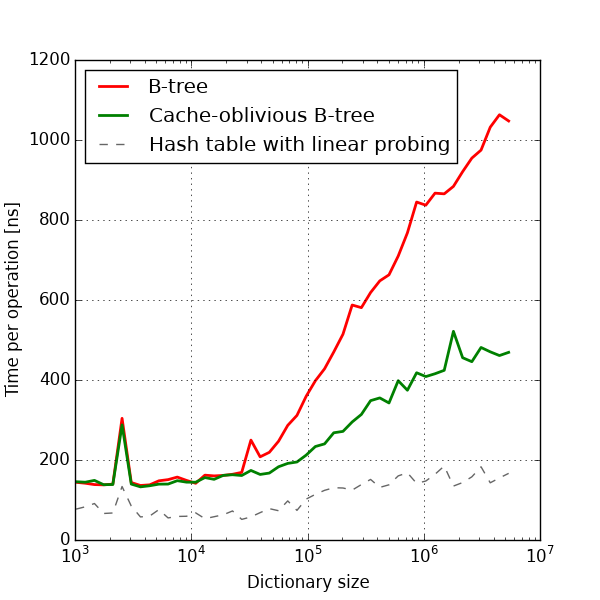 1200
1000
800
600
400
200
0
Time per operation [ns]
B-tree
Cache-oblivious B-tree
Hash table with linear probing
10^3 10^4 10^5 10^6 10^7
Dictionary size